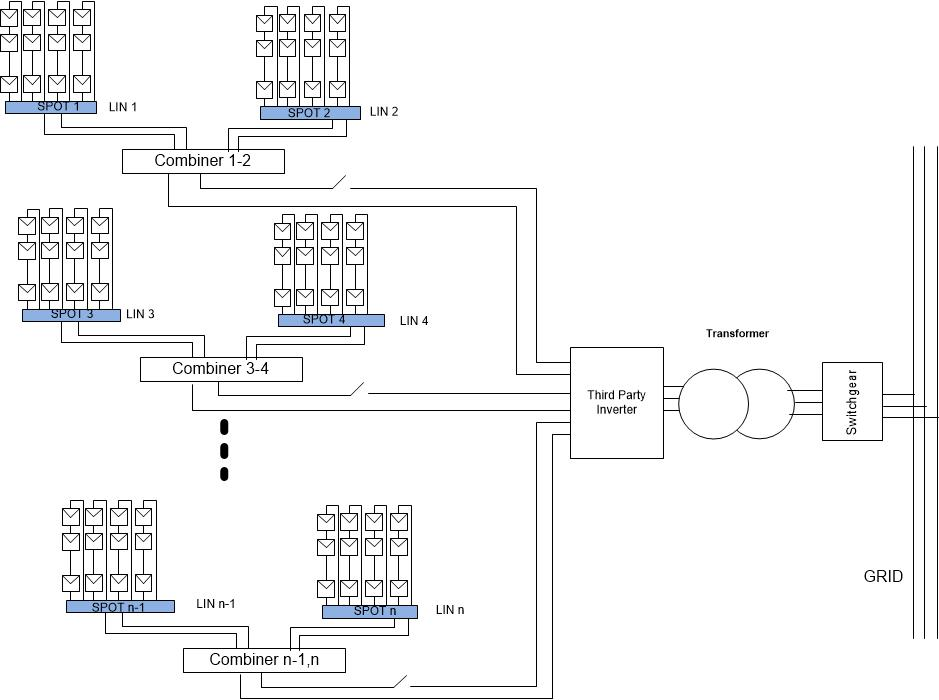 SPOT 1
LIN 1
SPOT 2
LIN 2
Combiner 1-2
SPOT 3
LIN 3
SPOT 4
LIN 4
Combiner 3-4
Transformer
Third Party
Inverter
Switchgear
GRID
SPOT n-1
LIN n-1
SPOT n
LIN n
Combiner n-1,n